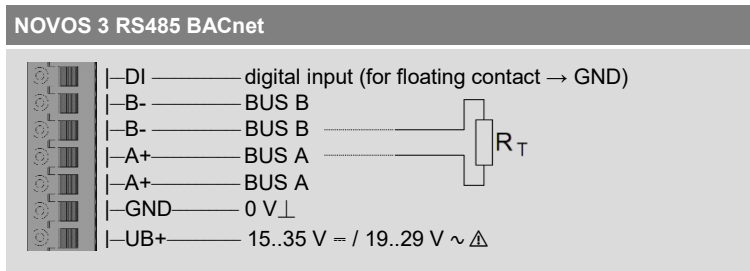 NOVOS 3 RS485 BACnet
DI digital input (for floating contact → GND)
B- BUS B
B- BUS B
R T
A+ BUS A
A+ BUS A
GND 0 V⊥
UB+ 15..35 V ⎓ / 19..29 V ~ ⚠